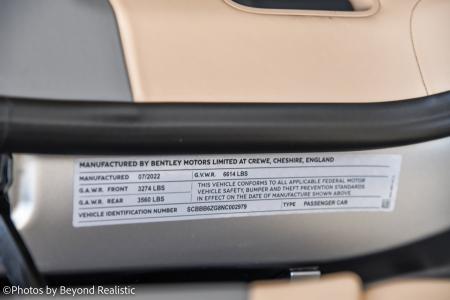 MANUFACTURED BY BENTLEY MOTORS LIMITED AT CREWE, CHESHIRE, ENGLAND
MANUFACTURED 07/2022 G.V.W.R. 6614 LBS
G.A.W.R. FRONT 3274 LBS
G.A.W.R. REAR 3560 LBS
THIS VEHICLE CONFORMS TO ALL APPLICABLE FEDERAL MOTOR
VEHICLE SAFETY, BUMPER AND THEFT PREVENTION STANDARDS
IN EFFECT ON THE DATE OF MANUFACTURE SHOWN ABOVE
VEHICLE IDENTIFICATION NUMBER SCBBB6ZG8NC002979 TYPE PASSENGER CAR
©Photos by Beyond Realistic